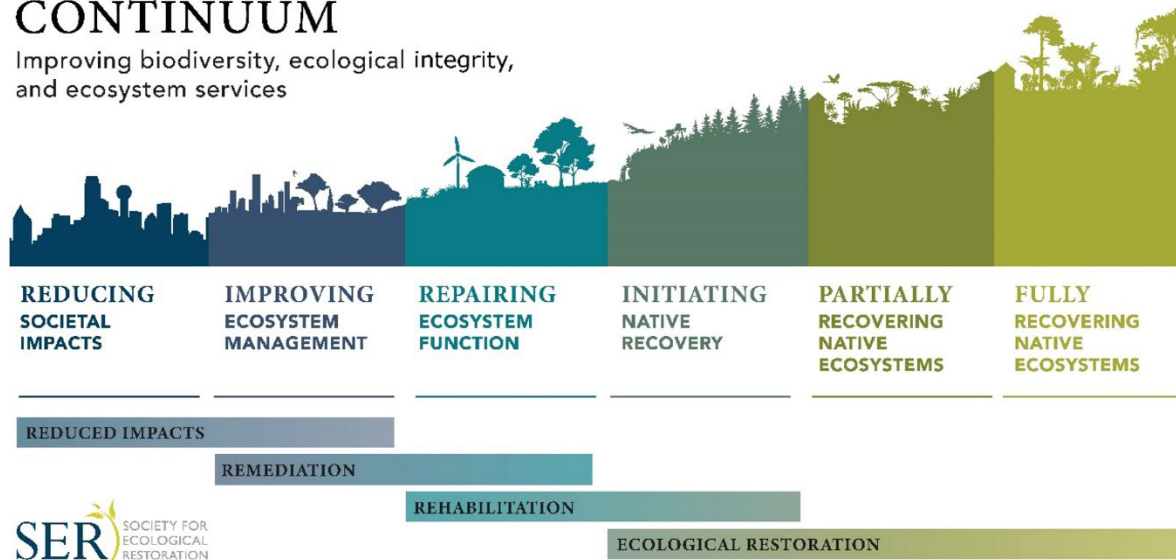 CONTINUUM
Improving biodiversity, ecological integrity,
and ecosystem services
REDUCING
SOCIETAL
IMPACTS
IMPROVING
ECOSYSTEM
MANAGEMENT
REPAIRING
ECOSYSTEM
FUNCTION
INITIATING
NATIVE
RECOVERY
PARTIALLY
RECOVERING
NATIVE
ECOSYSTEMS
FULLY
RECOVERING
NATIVE
ECOSYSTEMS
REDUCED IMPACTS
REMEDIATION
REHABILITATION
ECOLOGICAL RESTORATION
SER
SOCIETY FOR
ECOLOGICAL
RESTORATION